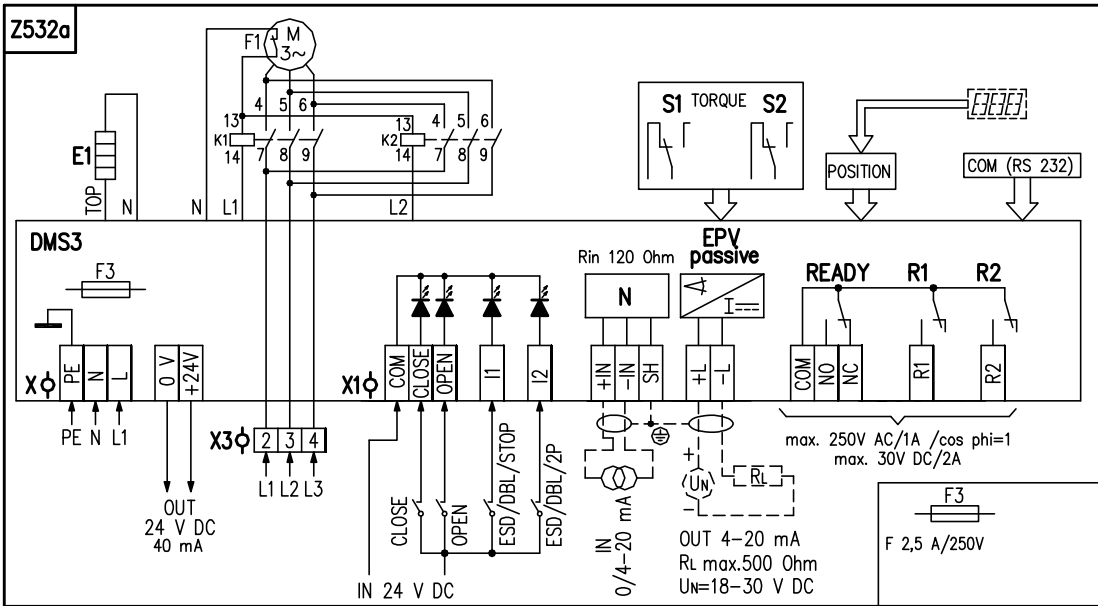 Z532a
F1
M
3~
4 5 6
13
K1
14
7 8 9
13
K2
14
4 5 6
7 8 9
E1
TOP
N
N
L1
L2
S1 TORQUE S2
POSITION
COM (RS 232)
DMS3
F3
Rin 120 Ohm
N
EPV
passive
I
READY R1 R2
X
PE
N
L
0 V
+24V
X1
COM
CLOSE
OPEN
I1
I2
+IN
-IN
SH
+L
-L
COM
NO
NC
R1
R2
PE N L1
X3
2 3 4
L1 L2 L3
OUT
24 V DC
40 mA
CLOSE
OPEN
ESD/DBL/STOP
ESD/DBL/2P
IN 24 V DC
IN
0/4-20 mA
+
UN
-
RL
OUT 4-20 mA
RL max.500 Ohm
UN=18-30 V DC
max. 250V AC/1A /cos phi=1
max. 30V DC/2A
F3
F 2,5 A/250V